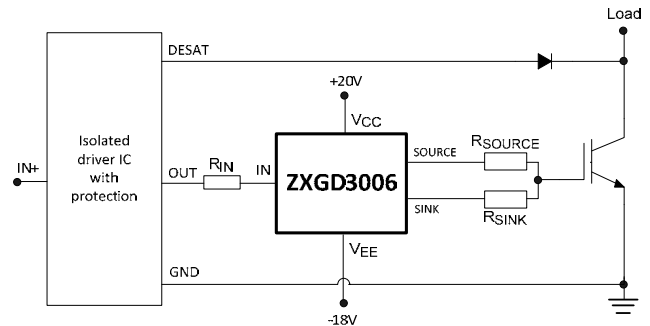 Load
DESAT
+20V
VCC
Isolated
driver IC
with
protection
IN+
OUT
RIN
IN
ZXGD3006
SOURCE
RSOURCE
SINK
RSINK
VEE
GND
-18V